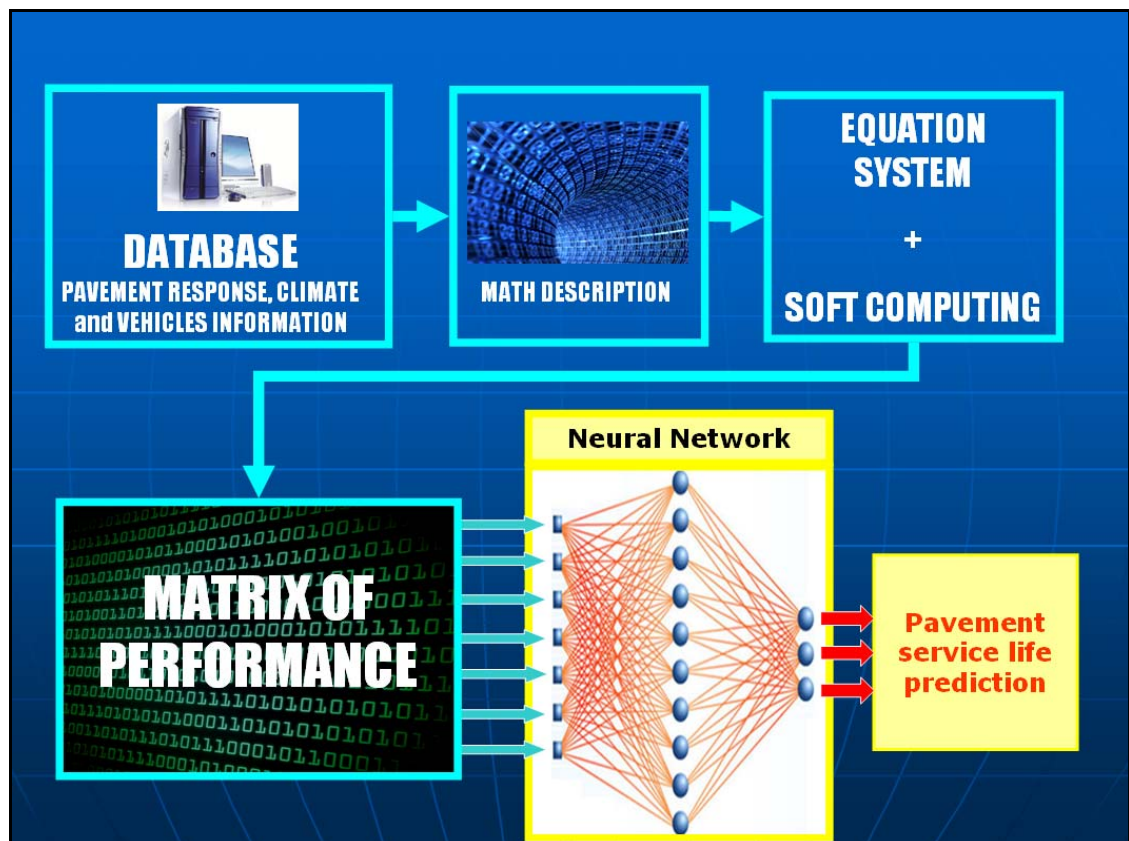 DATABASE
PAVEMENT RESPONSE, CLIMATE
and VEHICLES INFORMATION
MATH DESCRIPTION
EQUATION
SYSTEM
+
SOFT COMPUTING
MATRIX OF
PERFORMANCE
Neural Network
Pavement
service life
prediction